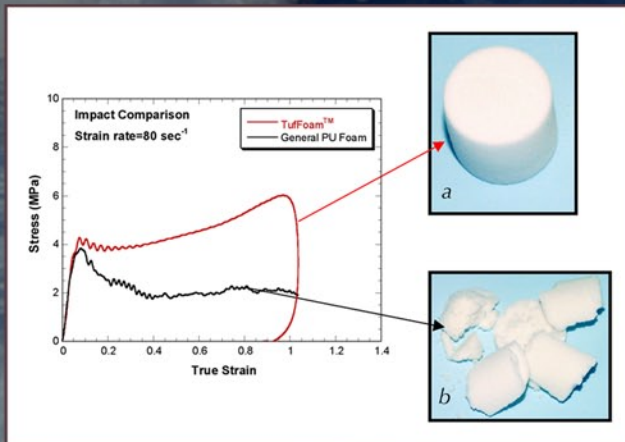 Impact Comparison
Strain rate=80 sec⁻¹
TufFoam™
General PU Foam
Stress (MPa)
10
8
6
4
2
0
0
0.2
0.4
0.6
0.8
1
1.2
1.4
True Strain
a
b